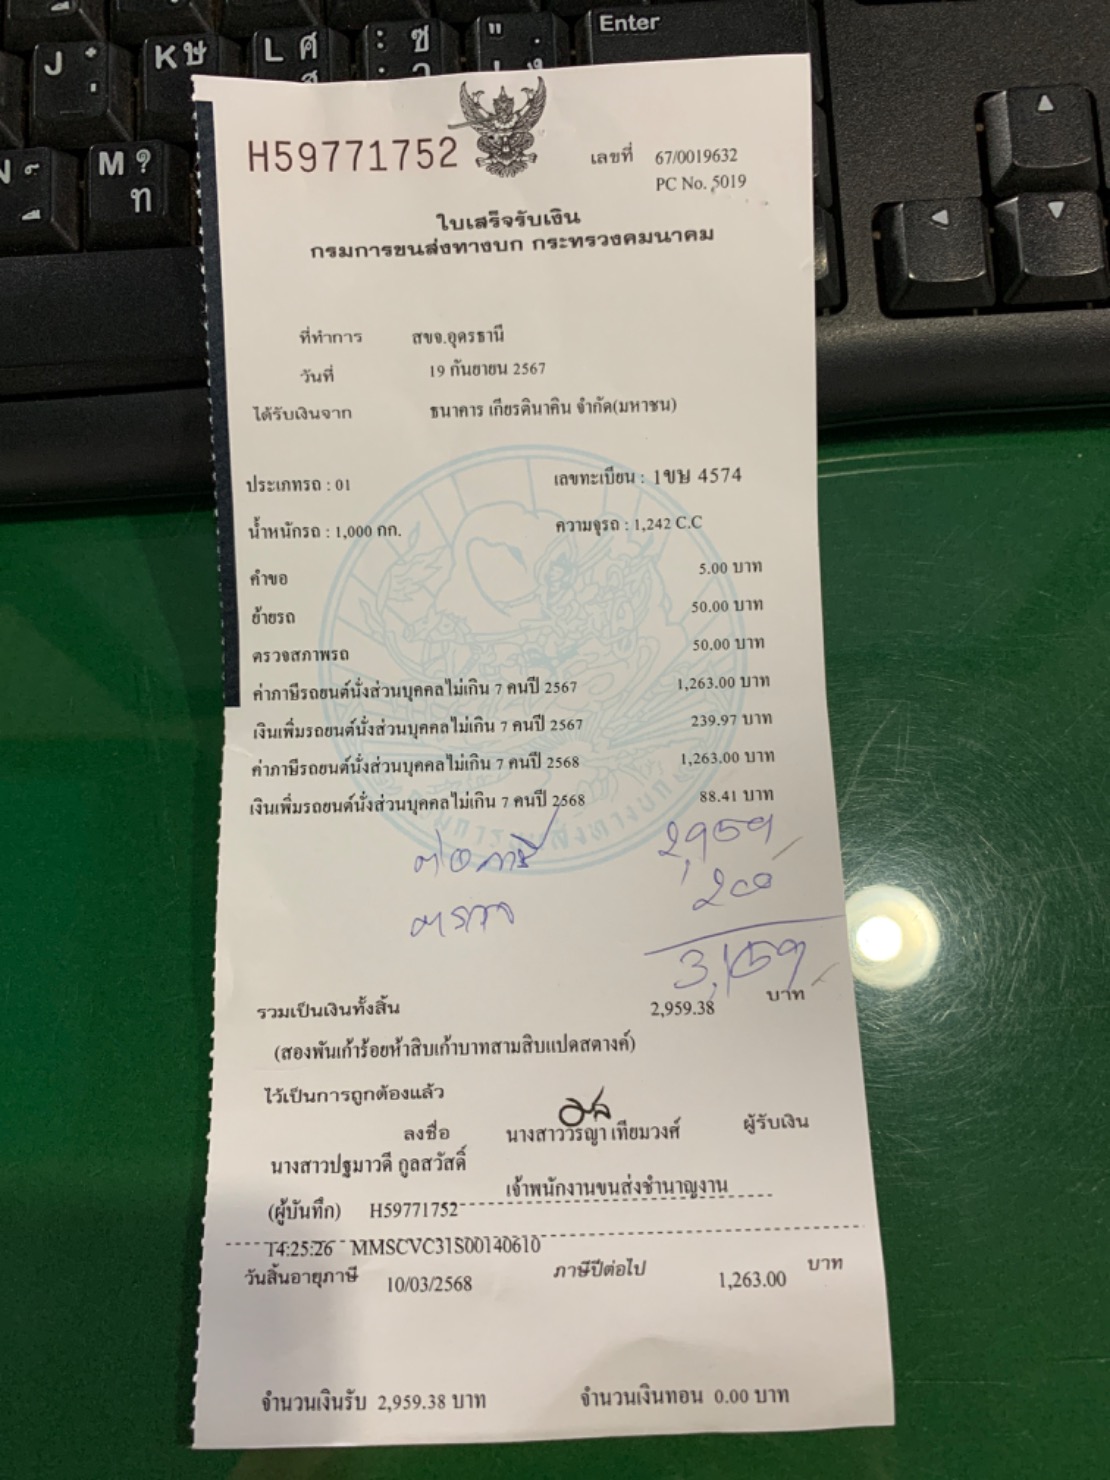 Enter
J
Kษ
L ศ
: ซ
" .
M ?
ท
H59771752
เลขที่ 67/0019632
PC No. 5019
ใบเสร็จรับเงิน
กรมการขนส่งทางบก กระทรวงคมนาคม
ที่ทำการ สขจ.อุดรธานี
วันที่ 19 กันยายน 2567
ได้รับเงินจาก ธนาคาร เกียรตินาคิน จำกัด(มหาชน)
ประเภทรถ : 01 เลขทะเบียน : 1ขษ 4574
น้ำหนักรถ : 1,000 กก. ความจุรถ : 1,242 C.C
คำขอ 5.00 บาท
ย้ายรถ 50.00 บาท
ตรวจสภาพรถ 50.00 บาท
ค่าภาษีรถยนต์นั่งส่วนบุคคลไม่เกิน 7 คนปี 2567 1,263.00 บาท
เงินเพิ่มรถยนต์นั่งส่วนบุคคลไม่เกิน 7 คนปี 2567 239.97 บาท
ค่าภาษีรถยนต์นั่งส่วนบุคคลไม่เกิน 7 คนปี 2568 1,263.00 บาท
เงินเพิ่มรถยนต์นั่งส่วนบุคคลไม่เกิน 7 คนปี 2568 88.41 บาท
ต่อภาษี 2,959
ตรวจ 200
3,159
รวมเป็นเงินทั้งสิ้น 2,959.38 บาท
(สองพันเก้าร้อยห้าสิบเก้าบาทสามสิบแปดสตางค์)
ไว้เป็นการถูกต้องแล้ว
ลงชื่อ นางสาววิรญา เทียมวงศ์ ผู้รับเงิน
นางสาวปฐมาวดี กูลสวัสดิ์
เจ้าพนักงานขนส่งชำนาญงาน
(ผู้บันทึก) H59771752
14:25:26 MMSCVC31S00140610
วันสิ้นอายุภาษี 10/03/2568 ภาษีปีต่อไป 1,263.00 บาท
จำนวนเงินรับ 2,959.38 บาท จำนวนเงินทอน 0.00 บาท